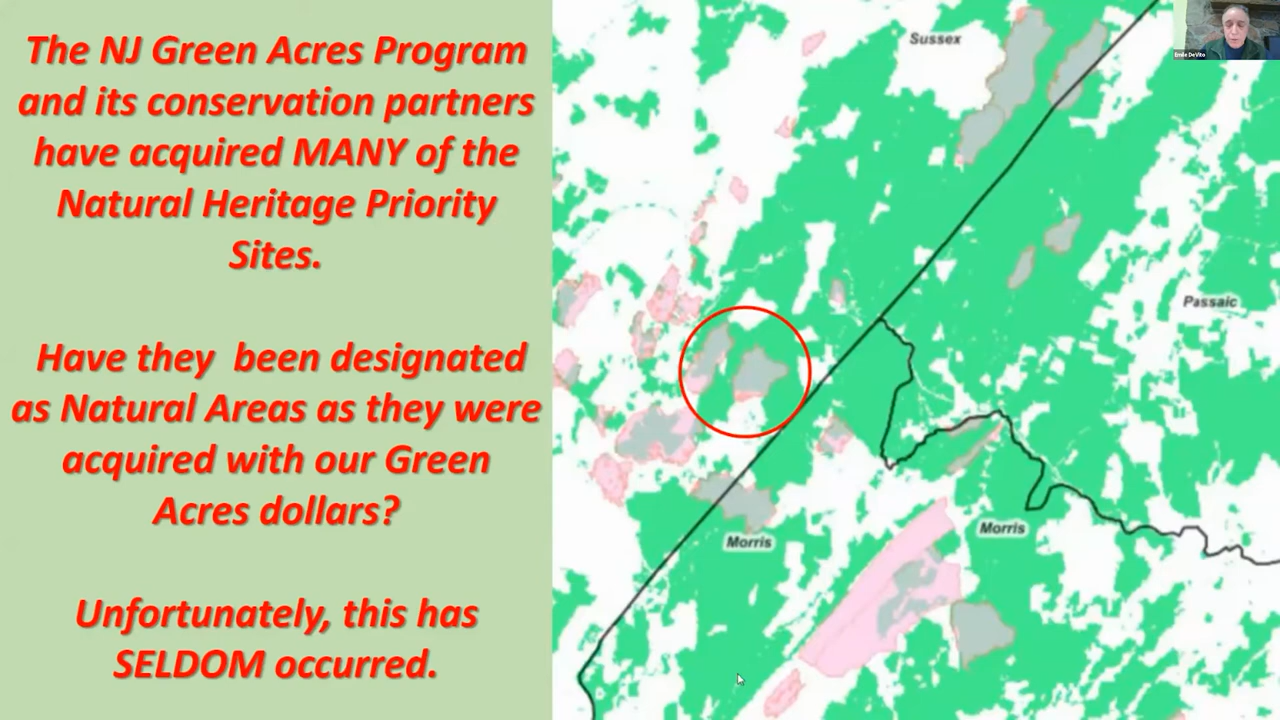 The NJ Green Acres Program
and its conservation partners
have acquired MANY of the
Natural Heritage Priority
Sites.
Have they been designated
as Natural Areas as they were
acquired with our Green
Acres dollars?
Unfortunately, this has
SELDOM occurred.
Sussex
Passaic
Morris
Morris
Emile DeVito